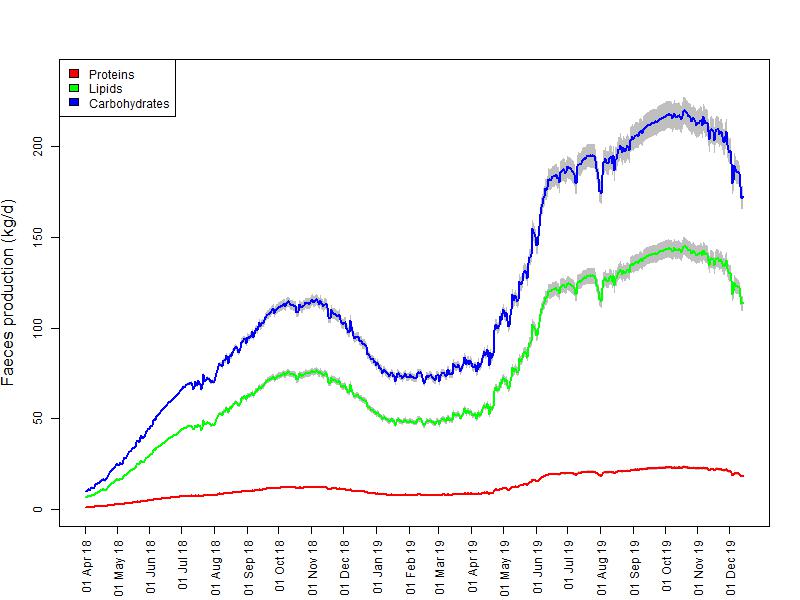 Proteins
Lipids
Carbohydrates
Faeces production (kg/d)
200
150
100
50
0
01 Apr 18
01 May 18
01 Jun 18
01 Jul 18
01 Aug 18
01 Sep 18
01 Oct 18
01 Nov 18
01 Dec 18
01 Jan 19
01 Feb 19
01 Mar 19
01 Apr 19
01 May 19
01 Jun 19
01 Jul 19
01 Aug 19
01 Sep 19
01 Oct 19
01 Nov 19
01 Dec 19